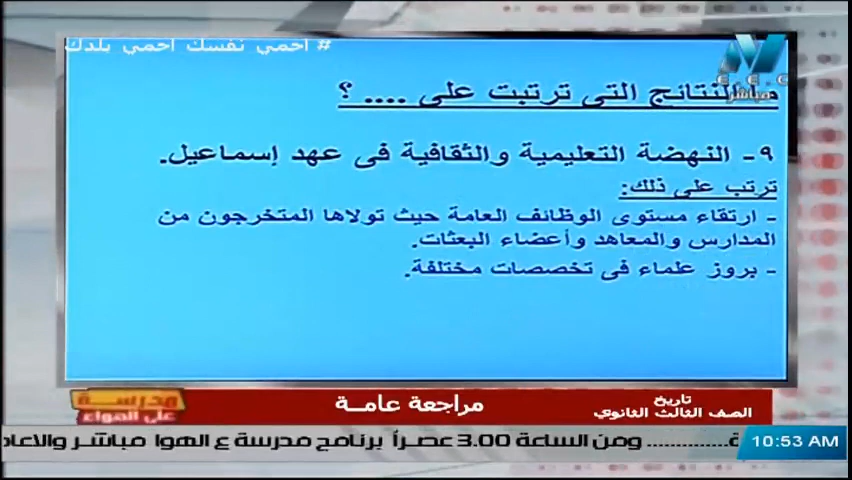 # احمي نفسك احمي بلدك
مباشر
ما النتائج التى ترتبت على .... ؟
٩- النهضة التعليمية والثقافية فى عهد إسماعيل.
ترتب على ذلك:
- ارتقاء مستوى الوظائف العامة حيث تولاها المتخرجون من
المدارس والمعاهد وأعضاء البعثات.
- بروز علماء فى تخصصات مختلفة.
مدرسة
على الهواء
مراجعة عامـة
تاريخ
الصف الثالث الثانوي
............ ومن الساعة 3.00 عصراً برنامج مدرسة ع الهوا مباشر والاعاد
10:53 AM